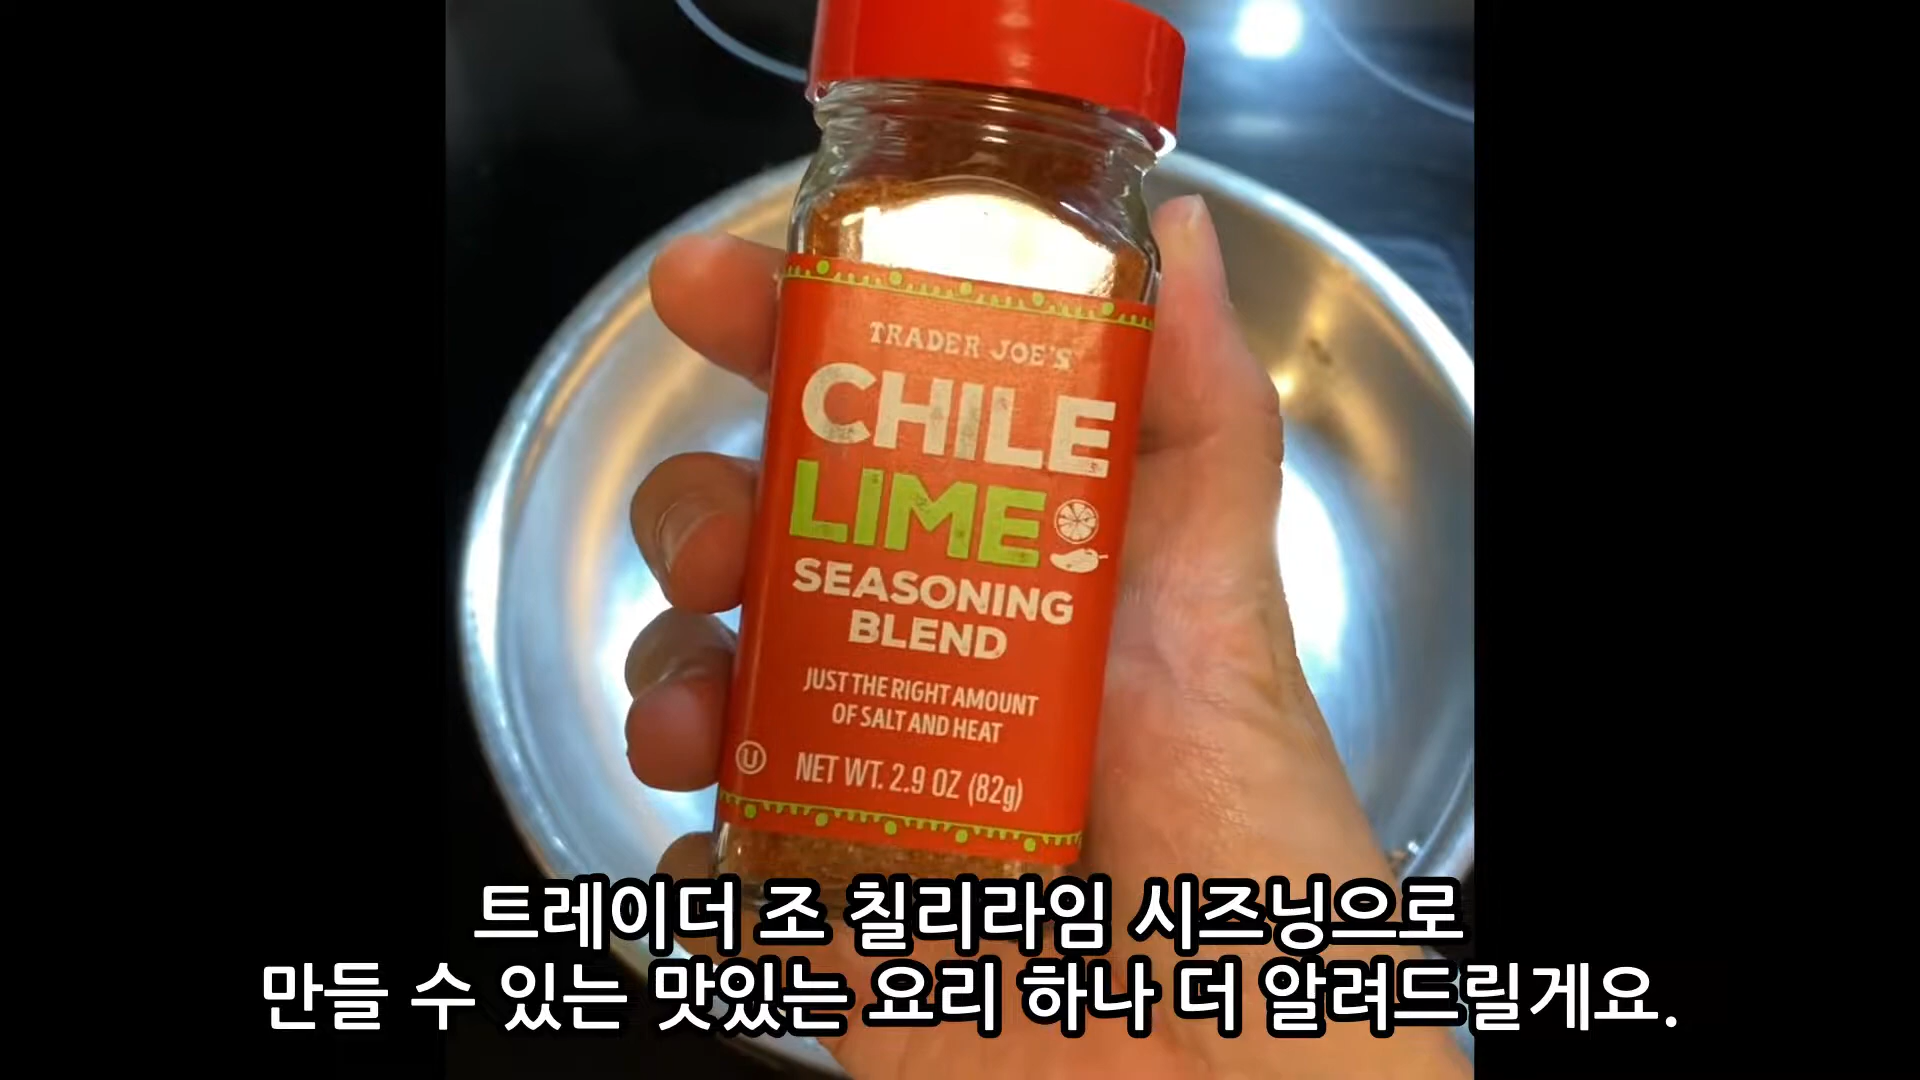 TRADER JOE'S
CHILE
LIME
SEASONING
BLEND
JUST THE RIGHT AMOUNT
OF SALT AND HEAT
U
NET WT. 2.9 OZ (82g)
트레이더 조 칠리라임 시즈닝으로
만들 수 있는 맛있는 요리 하나 더 알려드릴게요.